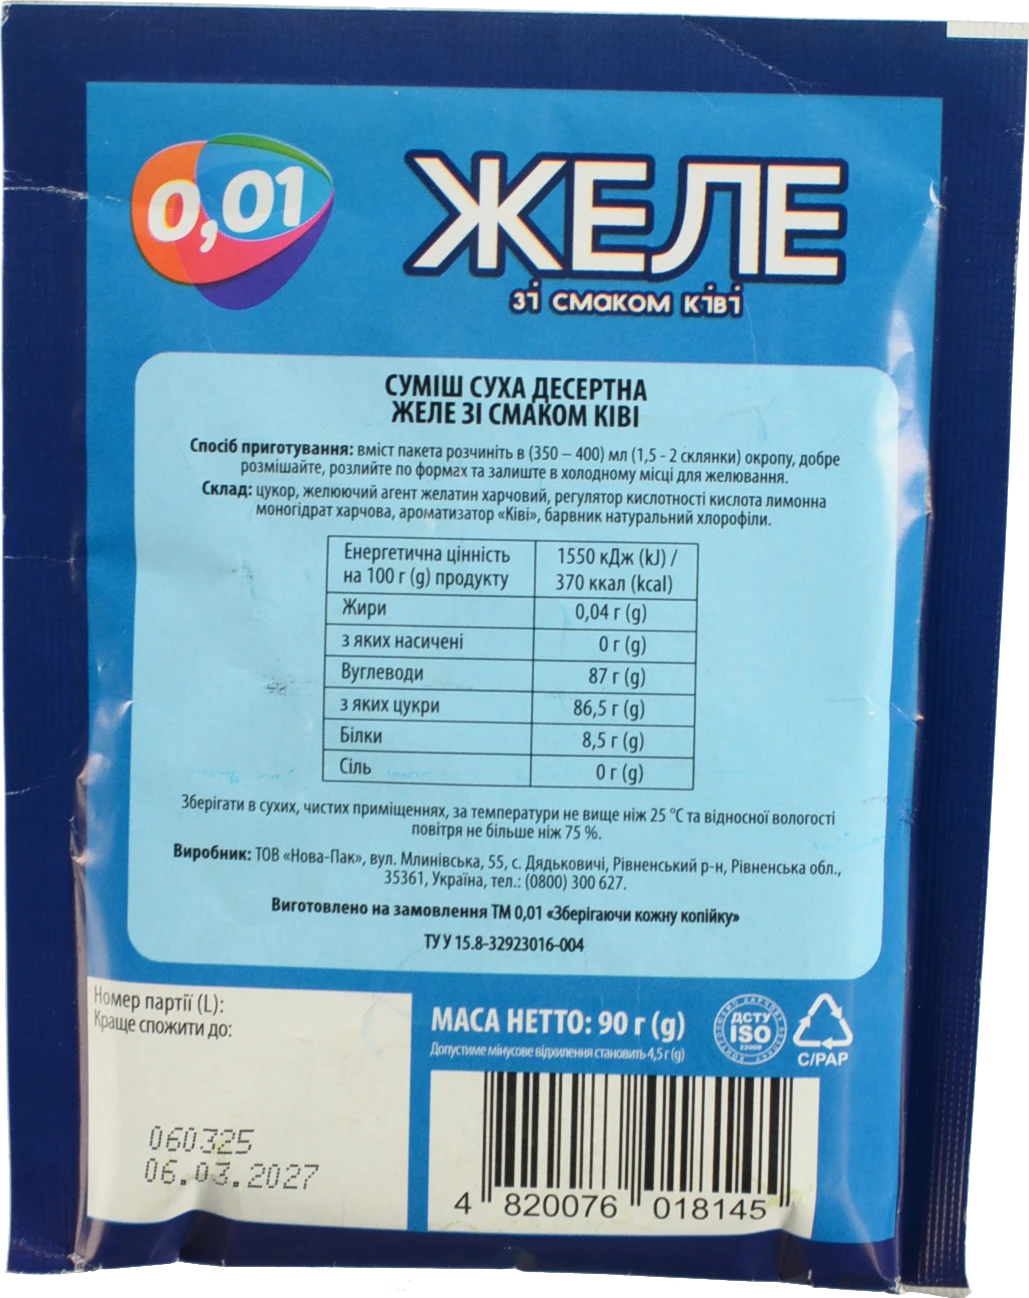 0,01
ЖЕЛЕ
зі смаком ківі
СУМІШ СУХА ДЕСЕРТНА
ЖЕЛЕ ЗІ СМАКОМ КІВІ
Спосіб приготування: вміст пакета розчиніть в (350 – 400) мл (1,5 - 2 склянки) окропу, добре
розмішайте, розлийте по формах та залиште в холодному місці для желювання.
Склад: цукор, желюючий агент желатин харчовий, регулятор кислотності кислота лимонна
моногідрат харчова, ароматизатор «Ківі», барвник натуральний хлорофіли.
Енергетична цінність 1550 кДж (kJ) /
на 100 г (g) продукту 370 ккал (kcal)
Жири 0,04 г (g)
з яких насичені 0 г (g)
Вуглеводи 87 г (g)
з яких цукри 86,5 г (g)
Білки 8,5 г (g)
Сіль 0 г (g)
Зберігати в сухих, чистих приміщеннях, за температури не вище ніж 25 °С та відносної вологості
повітря не більше ніж 75 %.
Виробник: ТОВ «Нова-Пак», вул. Млинівська, 55, с. Дядьковичі, Рівненський р-н, Рівненська обл.,
35361, Україна, тел.: (0800) 300 627.
Виготовлено на замовлення ТМ 0,01 «Зберігаючи кожну копійку»
ТУ У 15.8-32923016-004
Номер партії (L):
Краще спожити до:
060325
06.03.2027
МАСА НЕТТО: 90 г (g)
Допустиме мінусове відхилення становить 4,5 г (g)
ДСТУ
ISO
22000
C/PAP
4 820076 018145